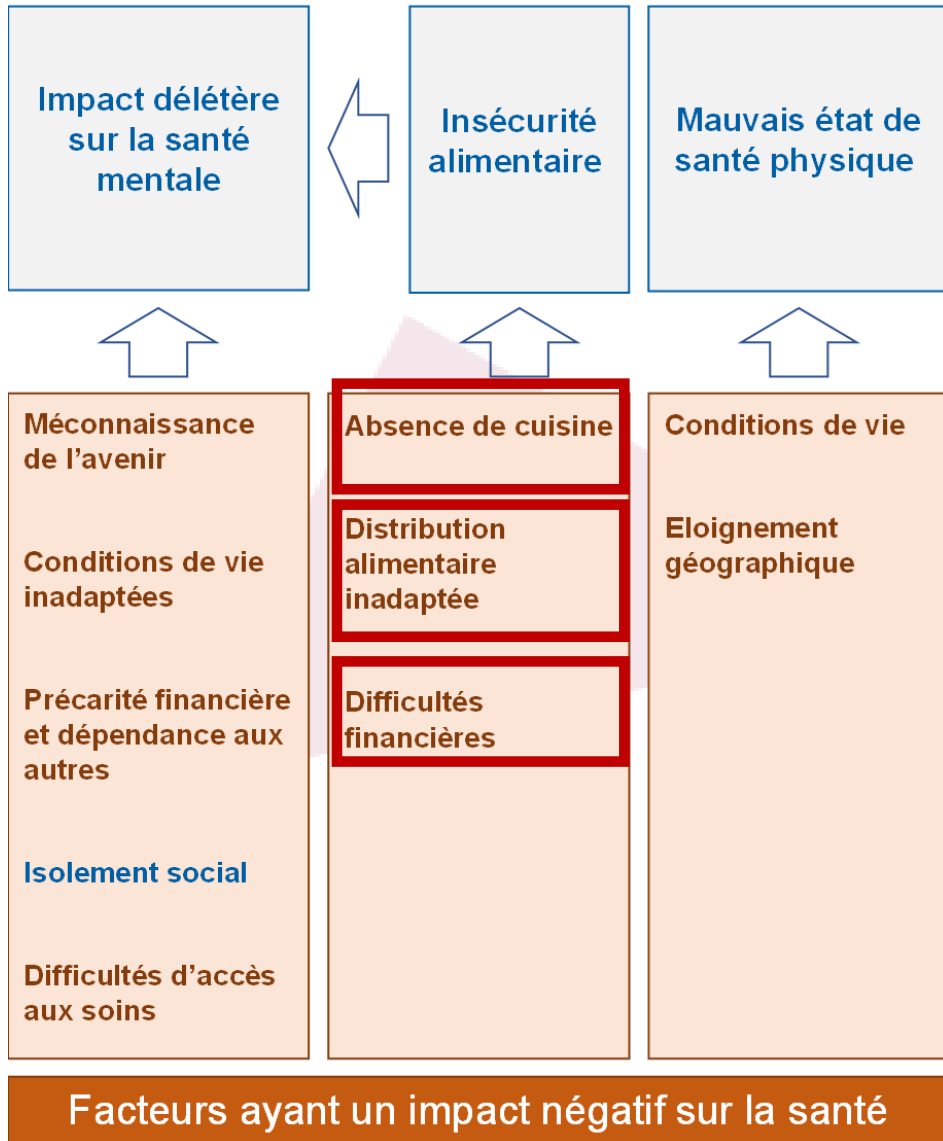 Impact délétère
sur la santé
mentale
Insécurité
alimentaire
Mauvais état de
santé physique
Méconnaissance
de l'avenir
Conditions de vie
inadaptées
Précarité financière
et dépendance aux
autres
Isolement social
Difficultés d'accès
aux soins
Absence de cuisine
Distribution
alimentaire
inadaptée
Difficultés
financières
Conditions de vie
Eloignement
géographique
Facteurs ayant un impact négatif sur la santé